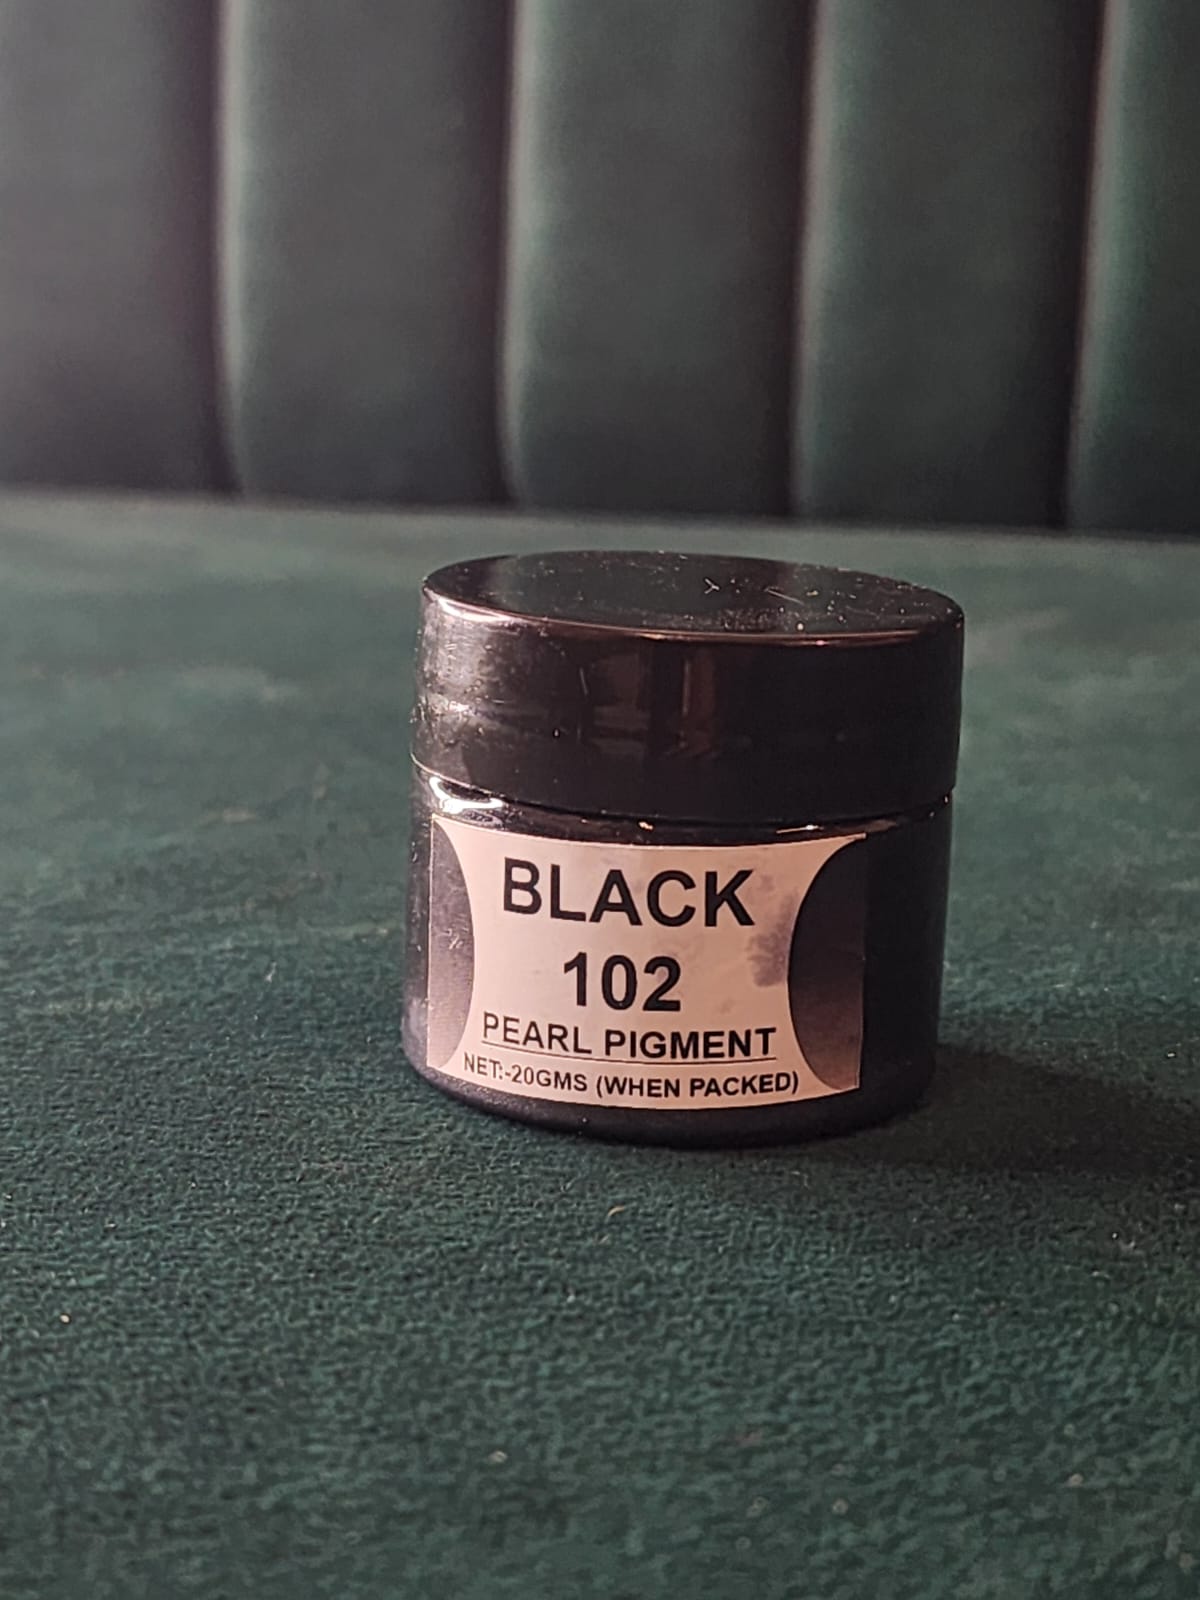 BLACK
102
PEARL PIGMENT
NET:-20GMS (WHEN PACKED)